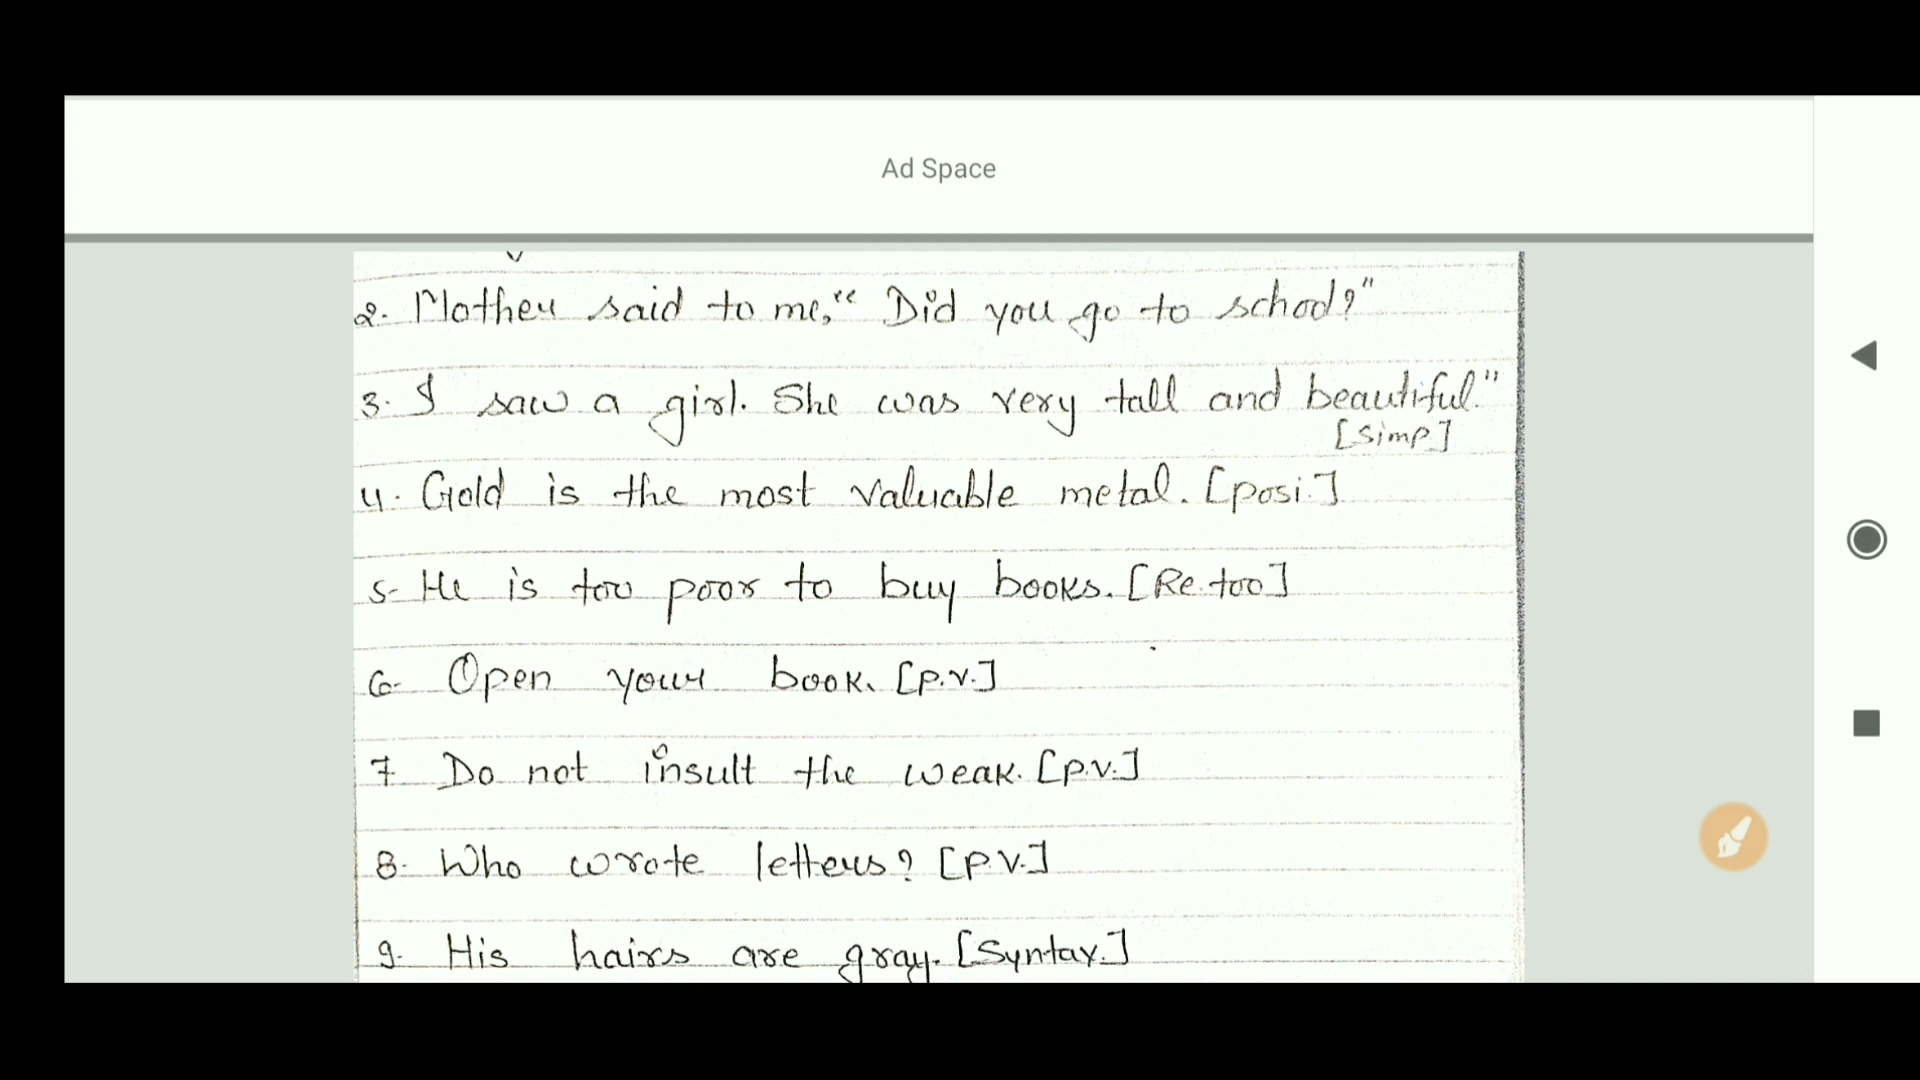 Ad Space
2. Mother said to me, "Did you go to school?"
3. I saw a girl. She was very tall and beautiful."
[Simp]
4. Gold is the most valuable metal. [posi.]
5- He is too poor to buy books. [Re. too]
6- Open your book. [p.v.]
7 Do not insult the weak. [p.v.]
8. Who wrote letters? [p.v.]
9. His hairs are gray. [Syntax.]